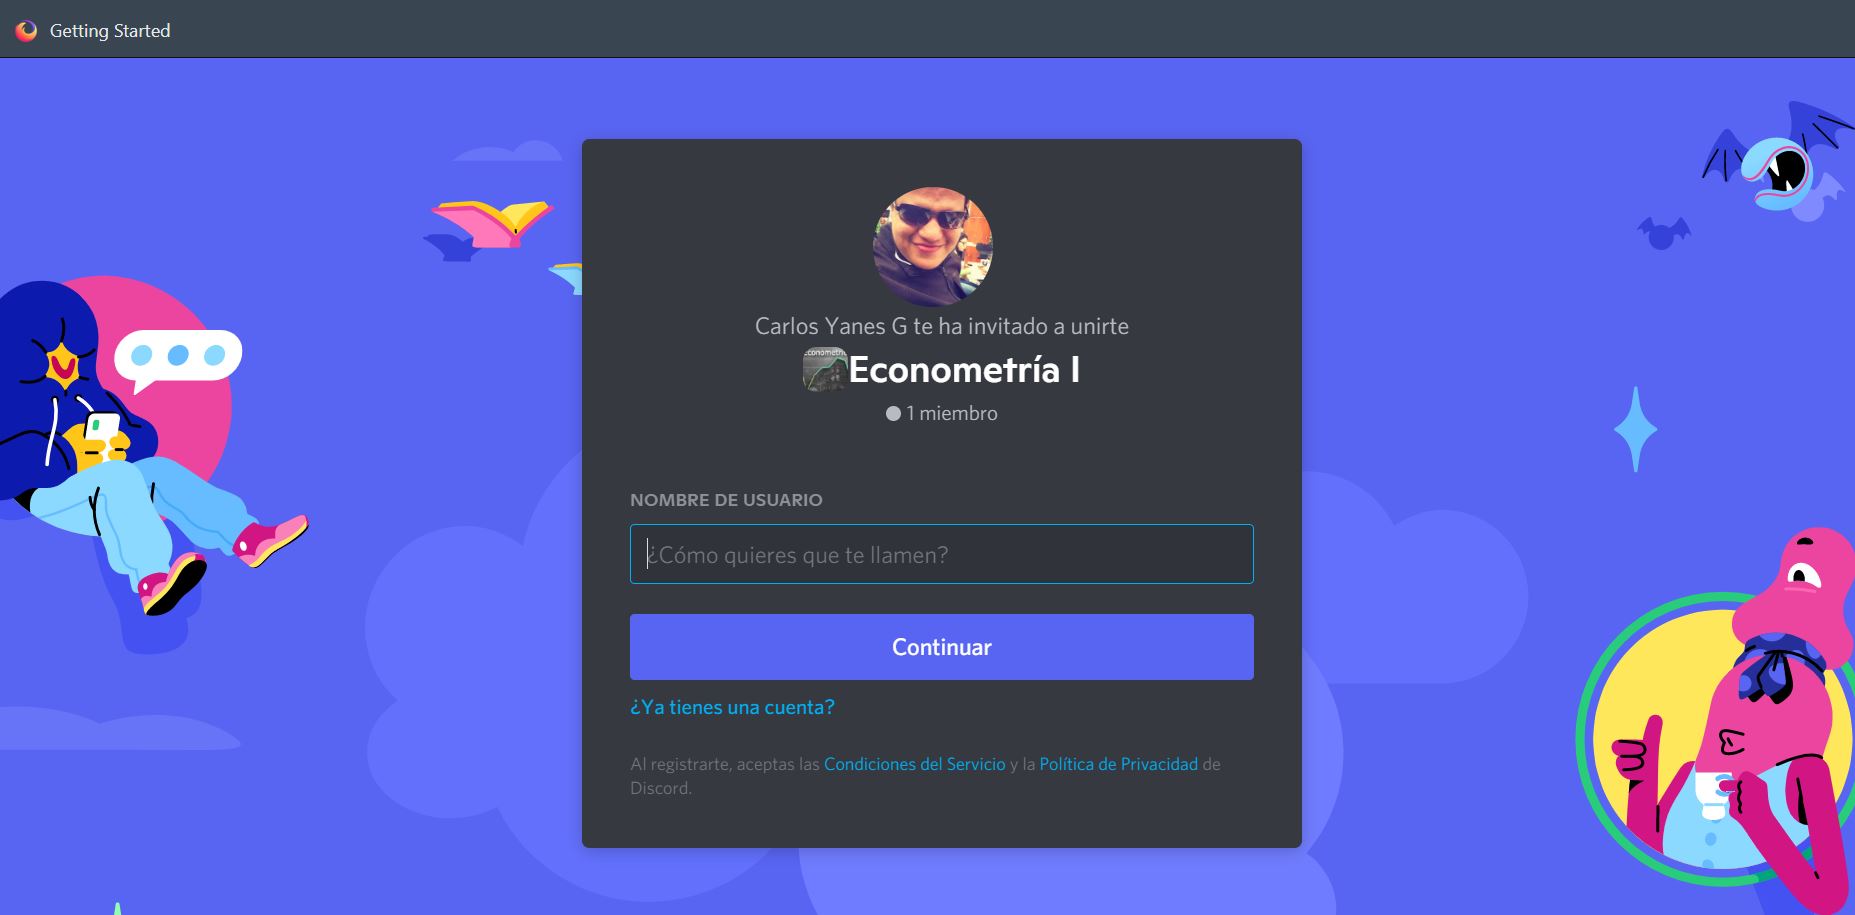 Getting Started
Carlos Yanes G te ha invitado a unirte
Econometría I
1 miembro
NOMBRE DE USUARIO
¿Cómo quieres que te llamen?
Continuar
¿Ya tienes una cuenta?
Al registrarte, aceptas las Condiciones del Servicio y la Política de Privacidad de
Discord.